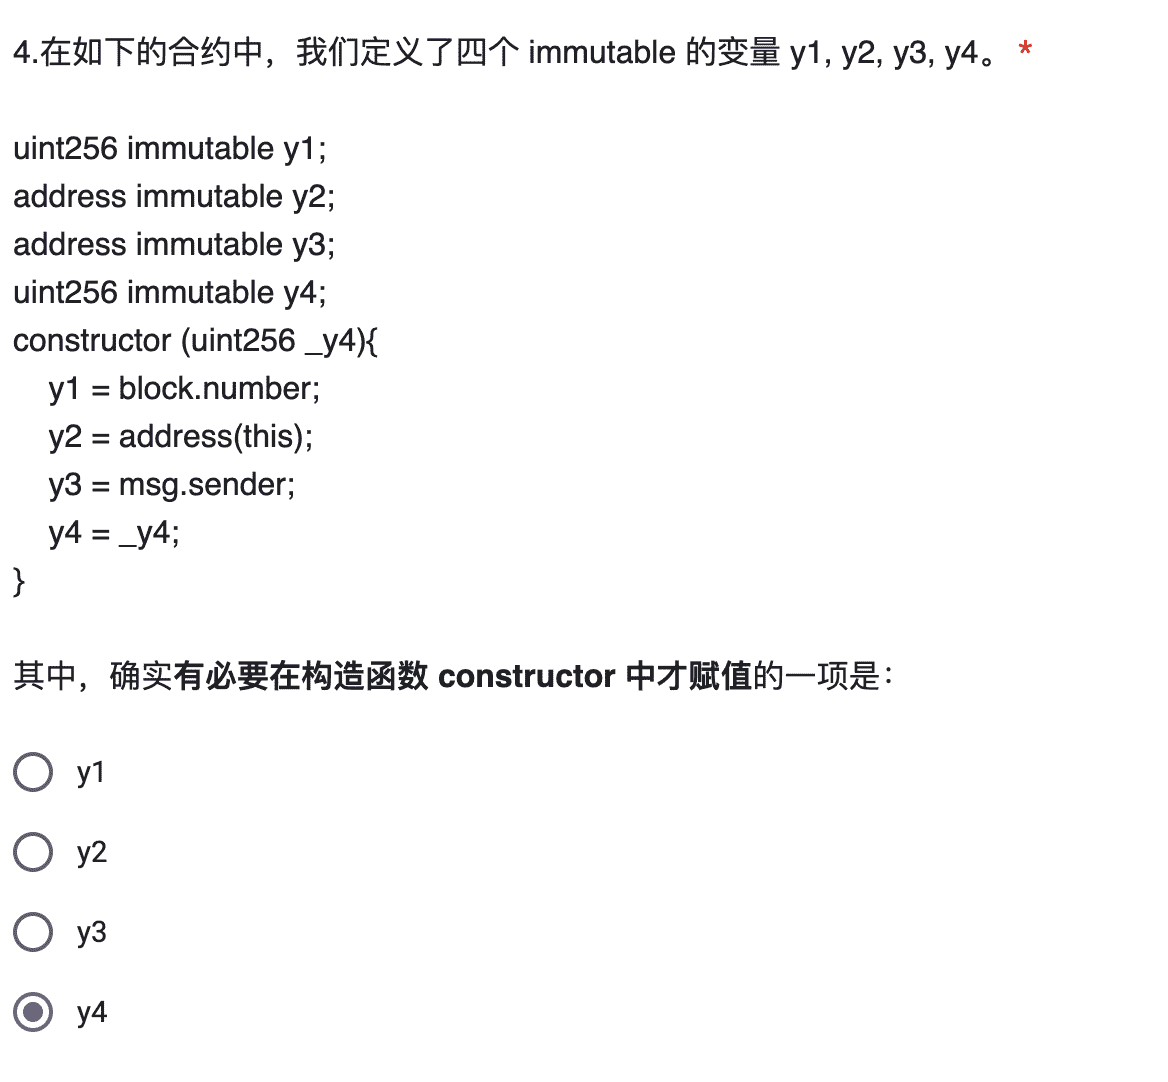 4.在如下的合约中，我们定义了四个 immutable 的变量 y1, y2, y3, y4。 *
uint256 immutable y1;
address immutable y2;
address immutable y3;
uint256 immutable y4;
constructor (uint256 _y4){
y1 = block.number;
y2 = address(this);
y3 = msg.sender;
y4 = _y4;
}
其中，确实有必要在构造函数 constructor 中才赋值的一项是：
y1
y2
y3
y4